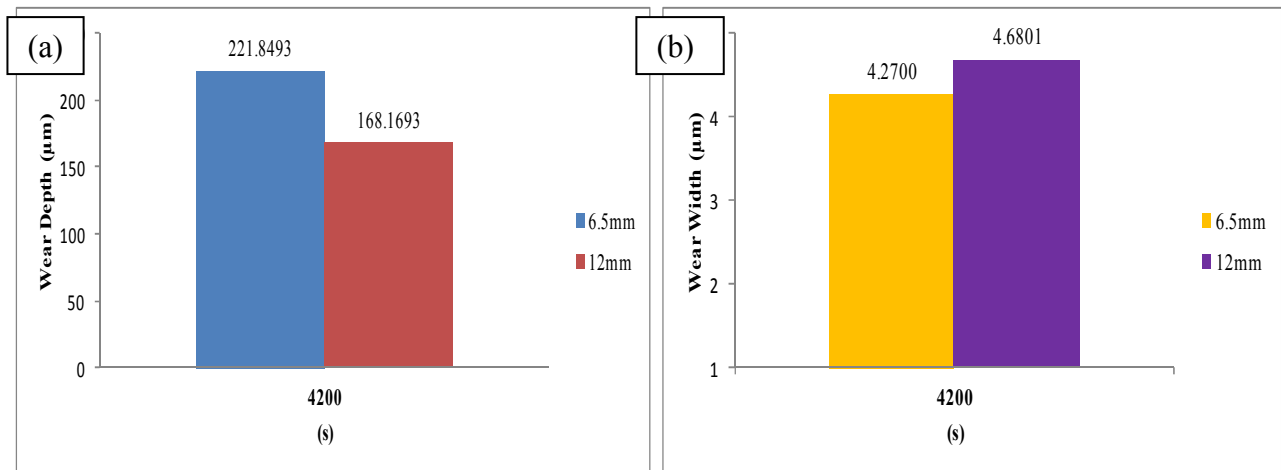 (a)
221.8493
168.1693
200
150
100
50
0
Wear Depth (µm)
4200
(s)
6.5mm
12mm
(b)
4.6801
4.2700
4
3
2
1
Wear Width (µm)
4200
(s)
6.5mm
12mm